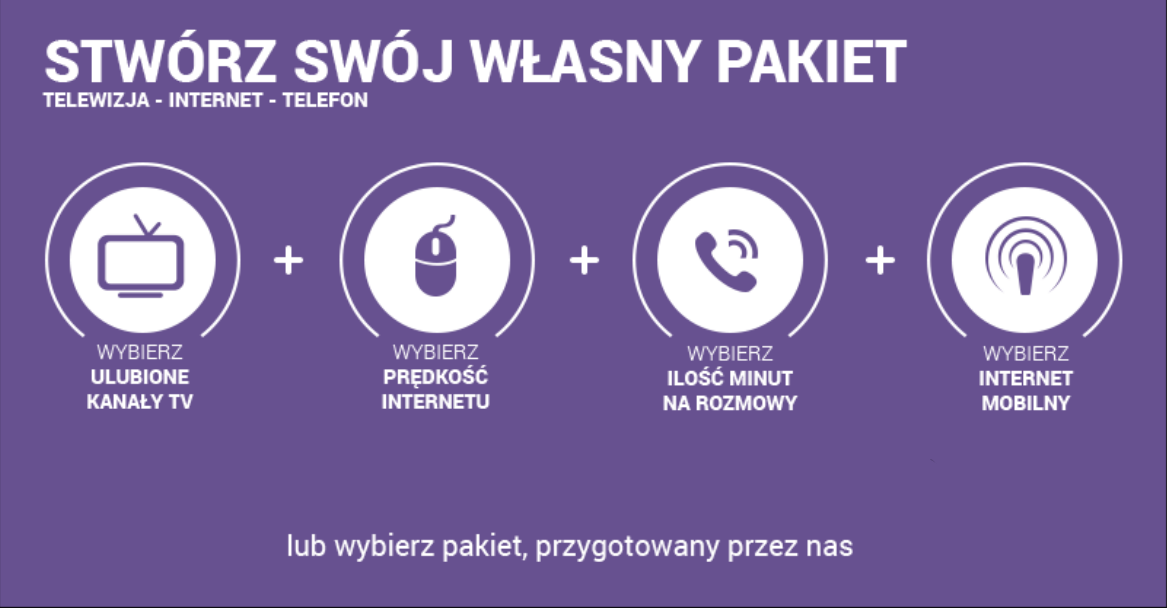 STWÓRZ SWÓJ WŁASNY PAKIET
TELEWIZJA - INTERNET - TELEFON
WYBIERZ
ULUBIONE
KANAŁY TV
+
WYBIERZ
PRĘDKOŚĆ
INTERNETU
+
WYBIERZ
ILOŚĆ MINUT
NA ROZMOWY
+
WYBIERZ
INTERNET
MOBILNY
lub wybierz pakiet, przygotowany przez nas